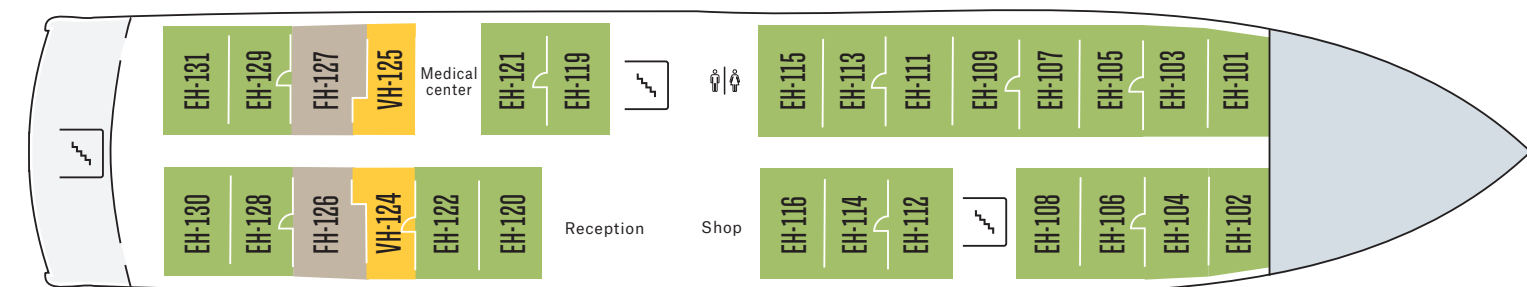 EH-131
EH-129
FH-127
VH-125
Medical
center
EH-121
EH-119
EH-115
EH-113
EH-111
EH-109
EH-107
EH-105
EH-103
EH-101
EH-130
EH-128
FH-126
VH-124
EH-122
EH-120
Reception
Shop
EH-116
EH-114
EH-112
EH-108
EH-106
EH-104
EH-102